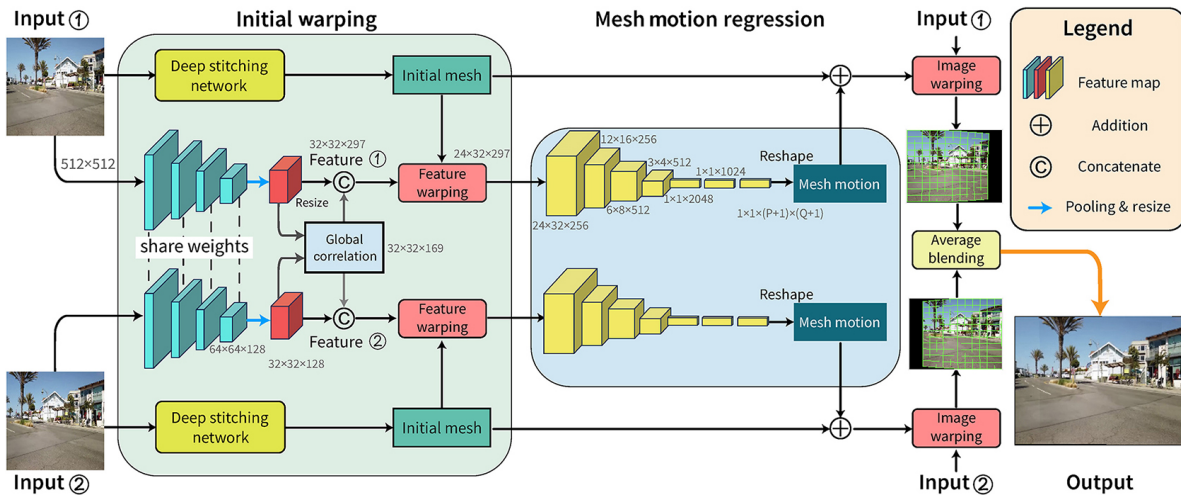 Input ①
Initial warping
Mesh motion regression
Input ①
Legend
Deep stitching
network
Initial mesh
Image
warping
Feature map
Addition
Concatenate
Pooling & resize
512×512
32×32×297
Feature ①
C
Resize
24×32×297
Feature
warping
12×16×256
3×4×512
1×1×1024
Reshape
Mesh motion
24×32×256
6×8×512
1×1×2048
1×1×(P+1)×(Q+1)
share weights
Global
correlation
32×32×169
Average
blending
C
Feature ②
Feature
warping
64×64×128
32×32×128
Reshape
Mesh motion
Deep stitching
network
Initial mesh
Image
warping
Input ②
Input ②
Output